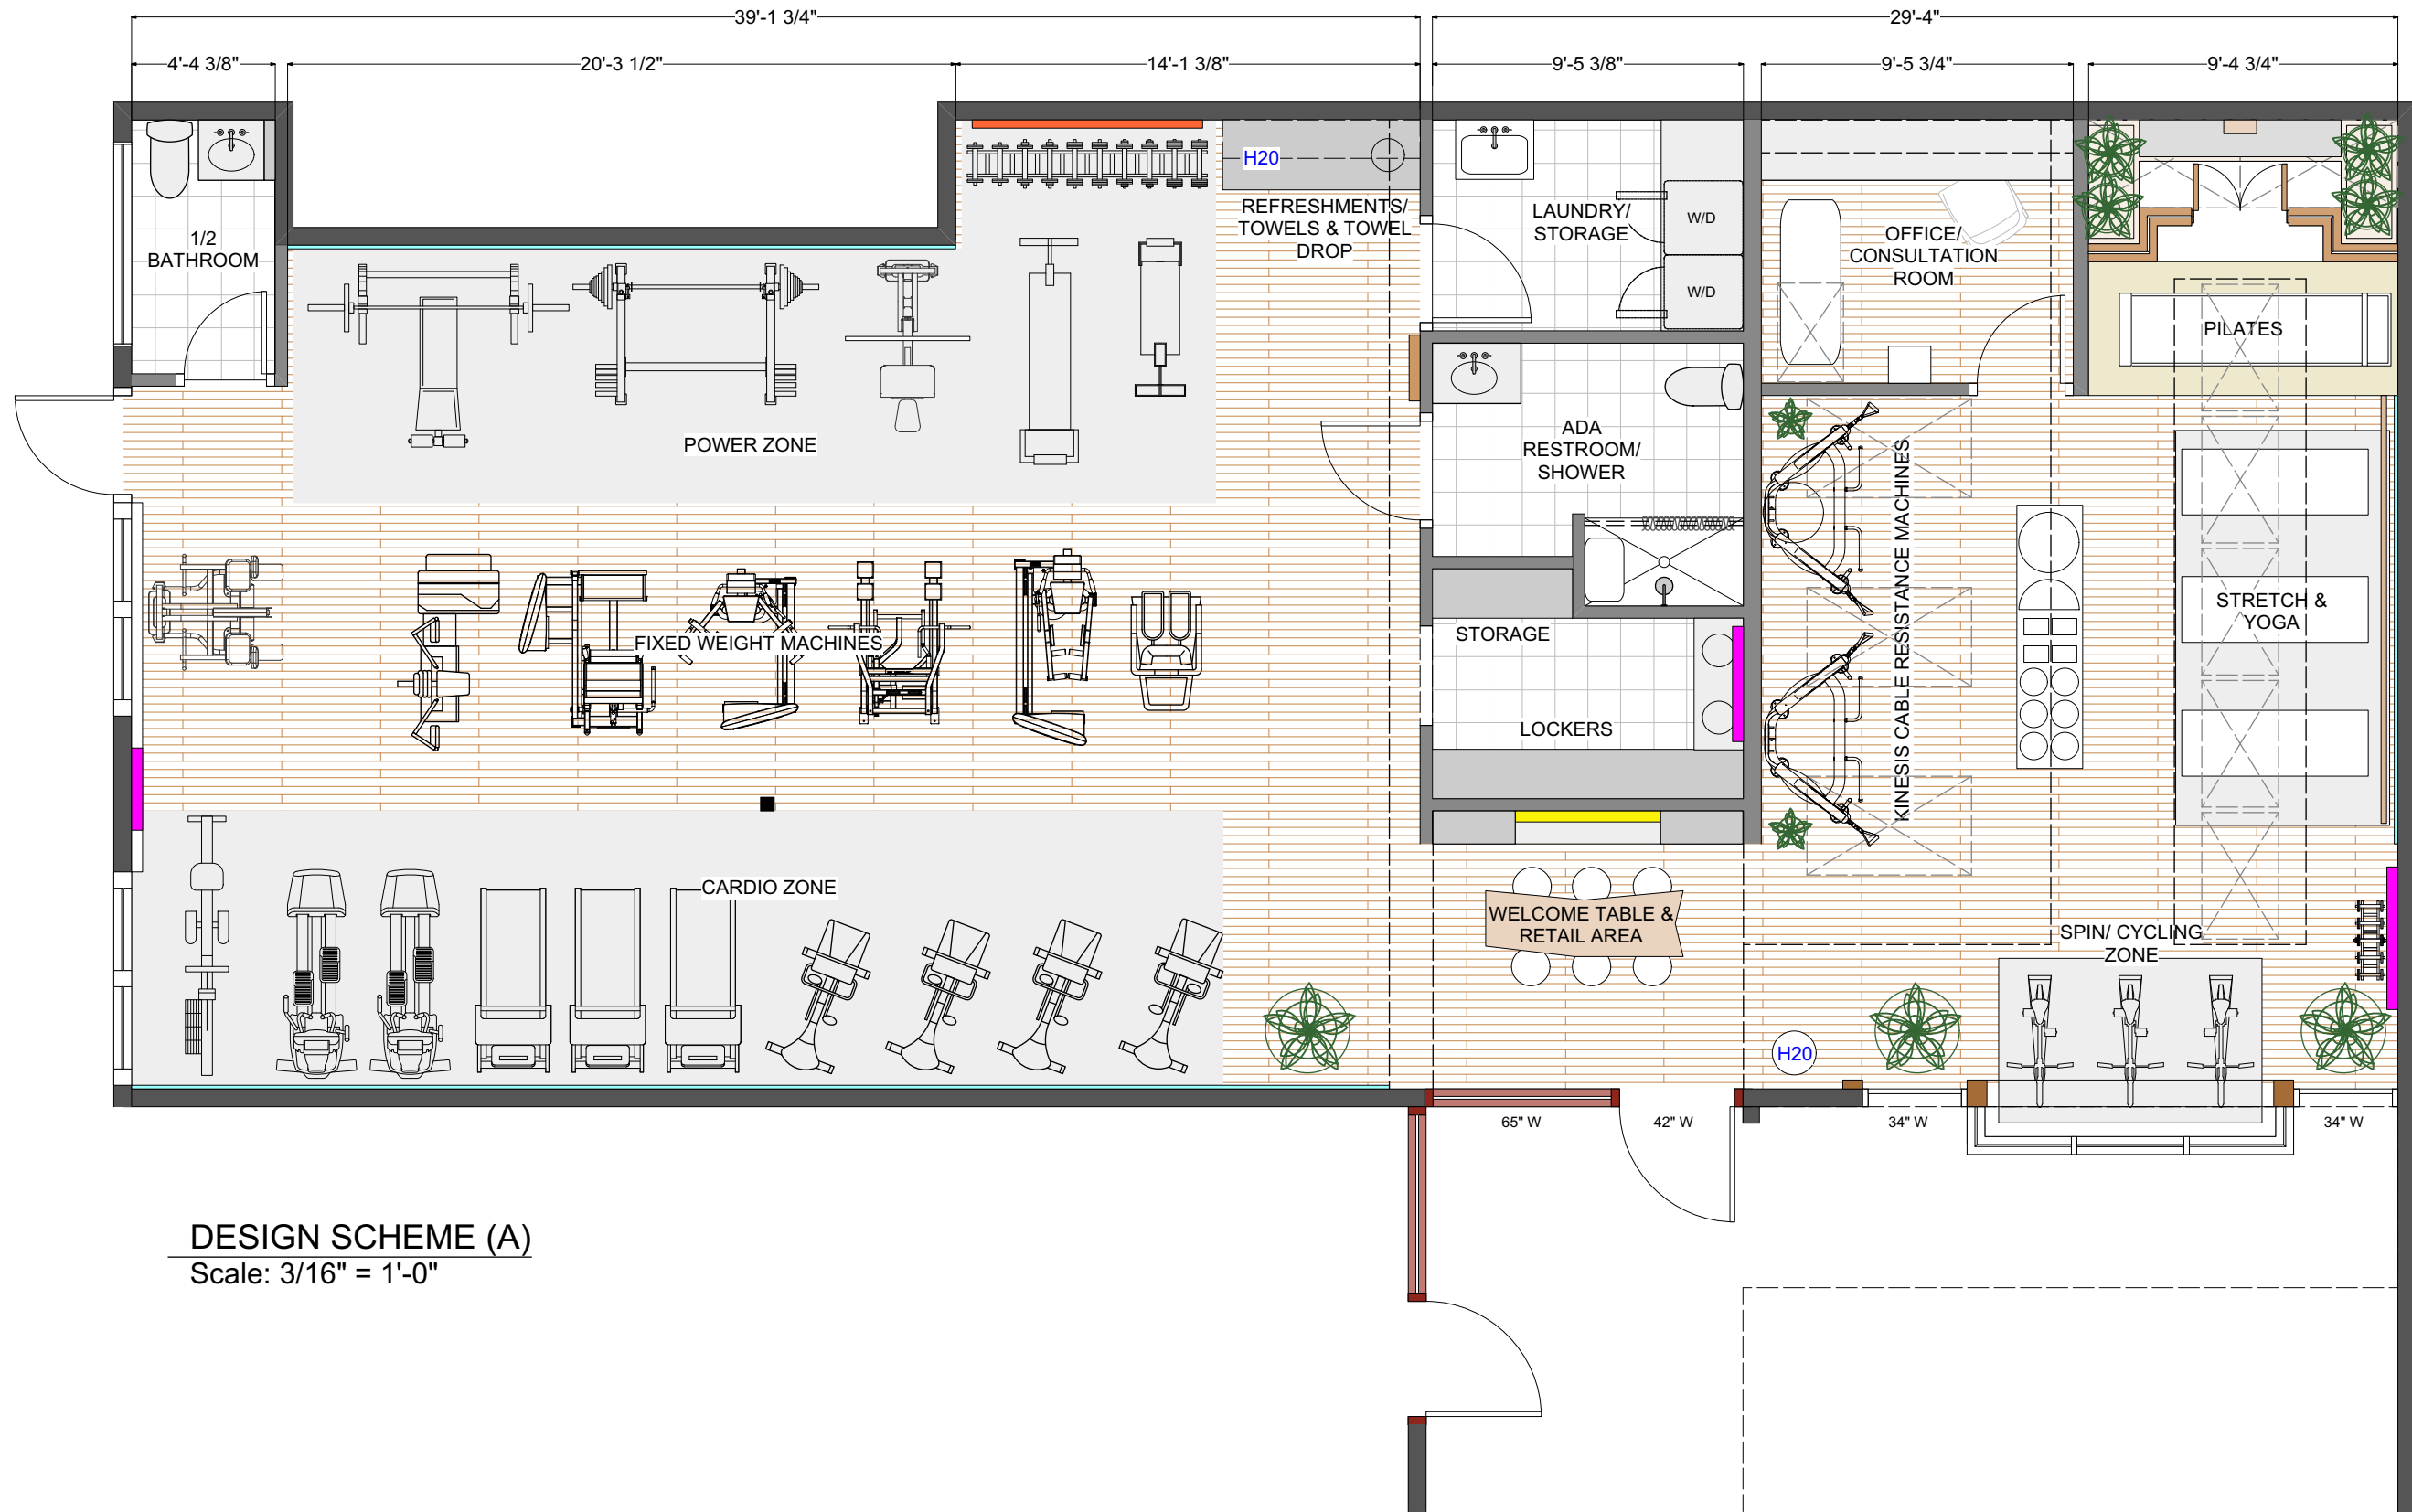 39'-1 3/4"
29'-4"
4'-4 3/8"
20'-3 1/2"
14'-1 3/8"
9'-5 3/8"
9'-5 3/4"
9'-4 3/4"
1/2
BATHROOM
H20
REFRESHMENTS/
TOWELS & TOWEL
DROP
LAUNDRY/
STORAGE
W/D
W/D
OFFICE/
CONSULTATION
ROOM
PILATES
POWER ZONE
ADA
RESTROOM/
SHOWER
KINESIS CABLE RESISTANCE MACHINES
STRETCH &
YOGA
FIXED WEIGHT MACHINES
STORAGE
LOCKERS
CARDIO ZONE
WELCOME TABLE &
RETAIL AREA
SPIN/ CYCLING
ZONE
H20
65" W
42" W
34" W
34" W
DESIGN SCHEME (A)
Scale: 3/16" = 1'-0"